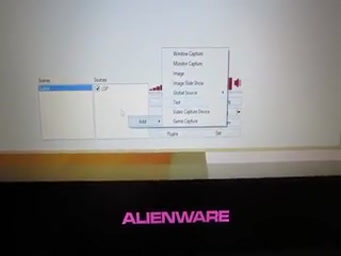 Window Capture
Monitor Capture
Image
Image Slide Show
Global Source
Text
Video Capture Device
Game Capture
Scenes
Sources
Add
Plugins
ALIENWARE